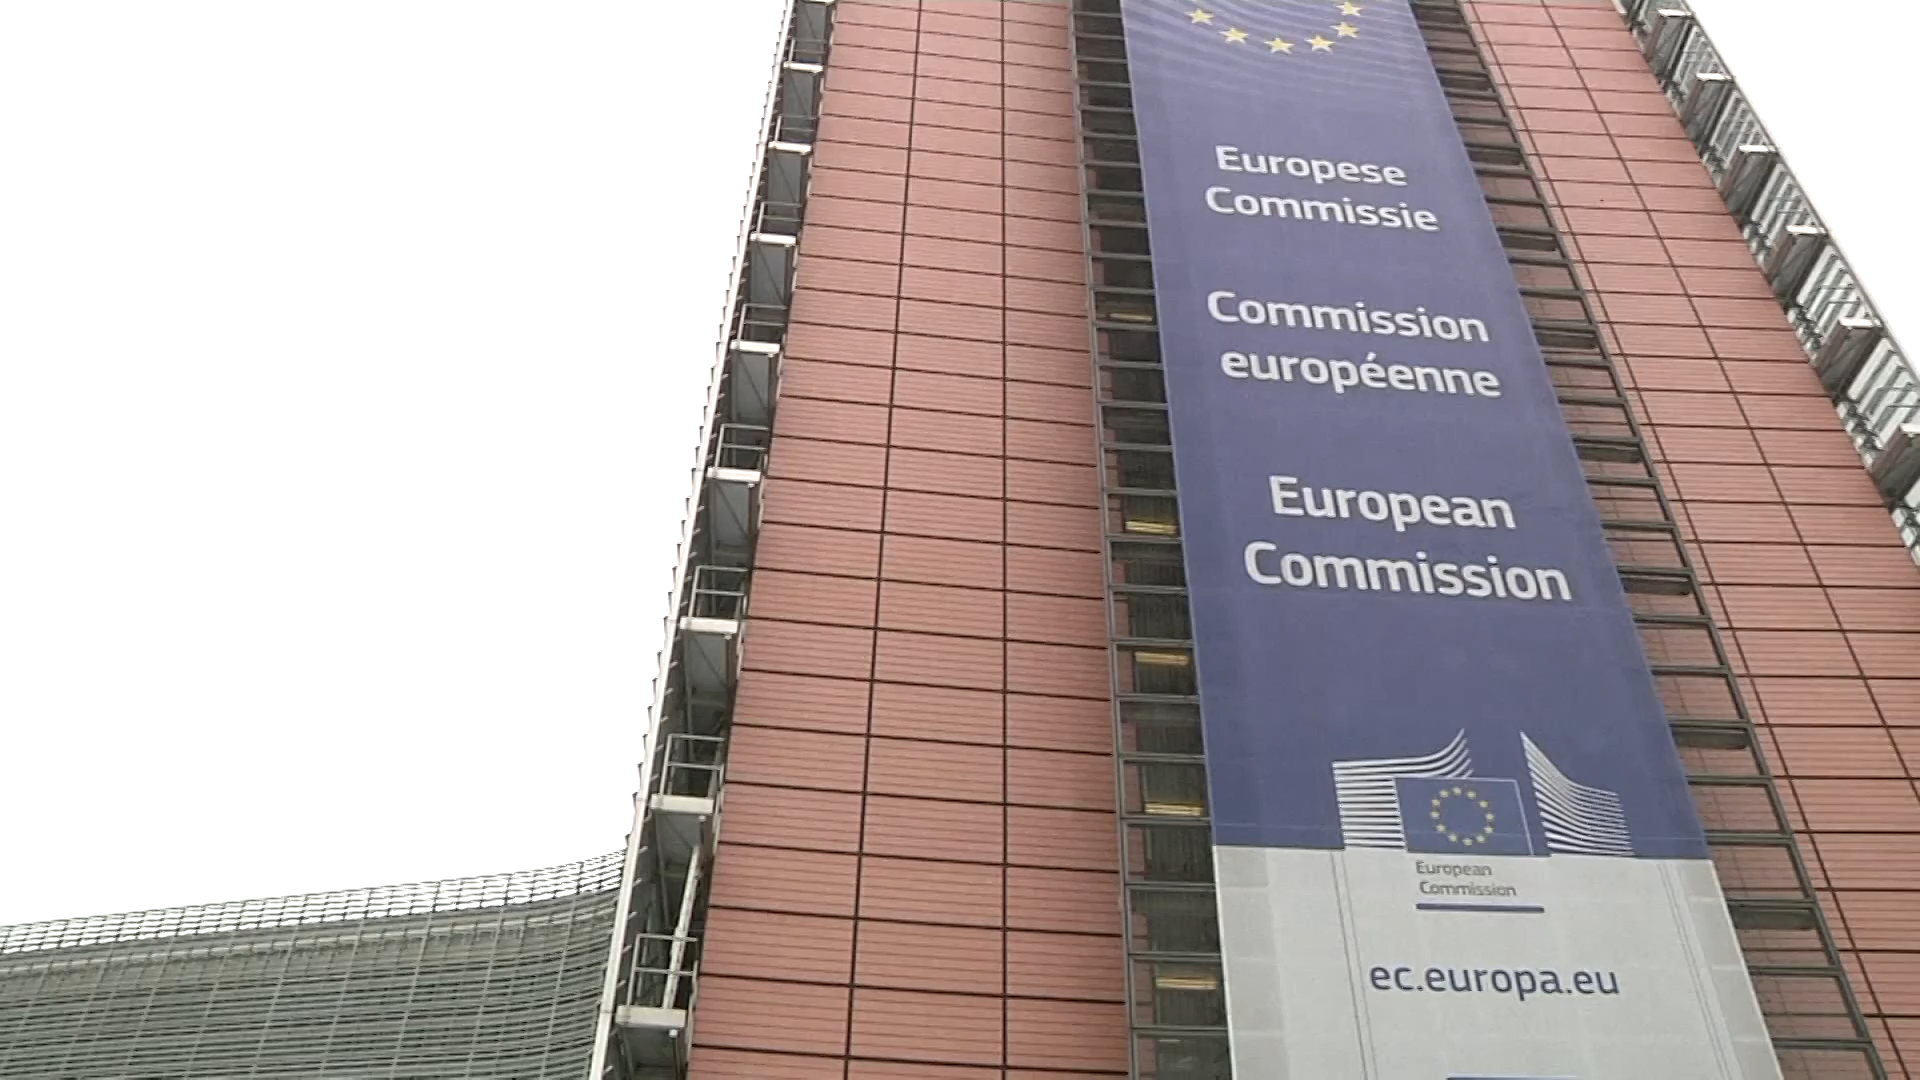 Europese
Commissie
Commission
européenne
European
Commission
European
Commission
ec.europa.eu